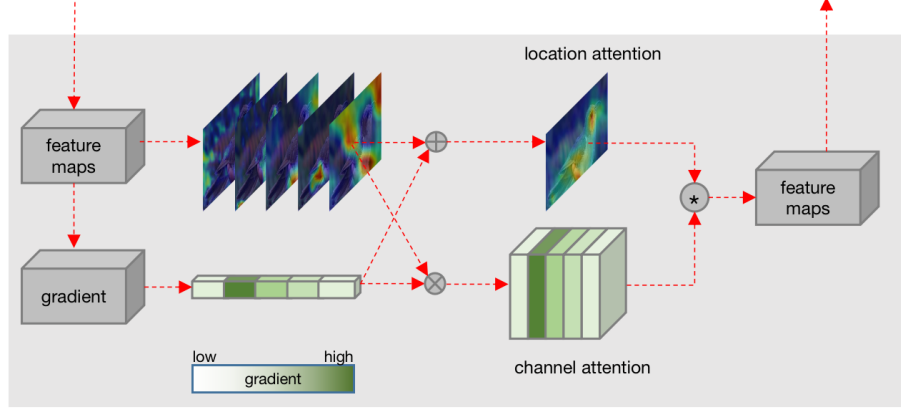 location attention
feature
maps
feature
maps
*
gradient
low
high
gradient
channel attention